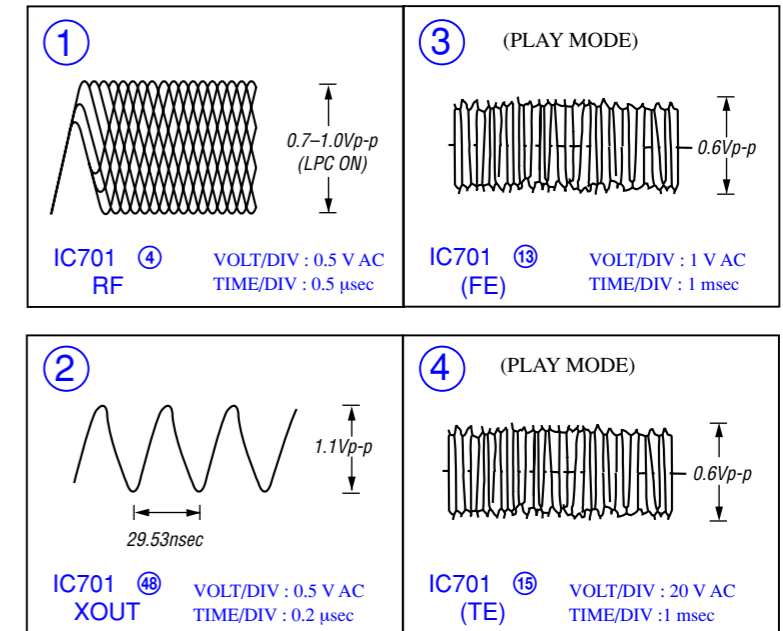 ①
0.7–1.0Vp-p
(LPC ON)
IC701 ④
RF
VOLT/DIV : 0.5 V AC
TIME/DIV : 0.5 μsec
③
(PLAY MODE)
0.6Vp-p
IC701 ⑬
(FE)
VOLT/DIV : 1 V AC
TIME/DIV : 1 msec
②
1.1Vp-p
29.53nsec
IC701 ㊽
XOUT
VOLT/DIV : 0.5 V AC
TIME/DIV : 0.2 μsec
④
(PLAY MODE)
0.6Vp-p
IC701 ⑮
(TE)
VOLT/DIV : 20 V AC
TIME/DIV :1 msec